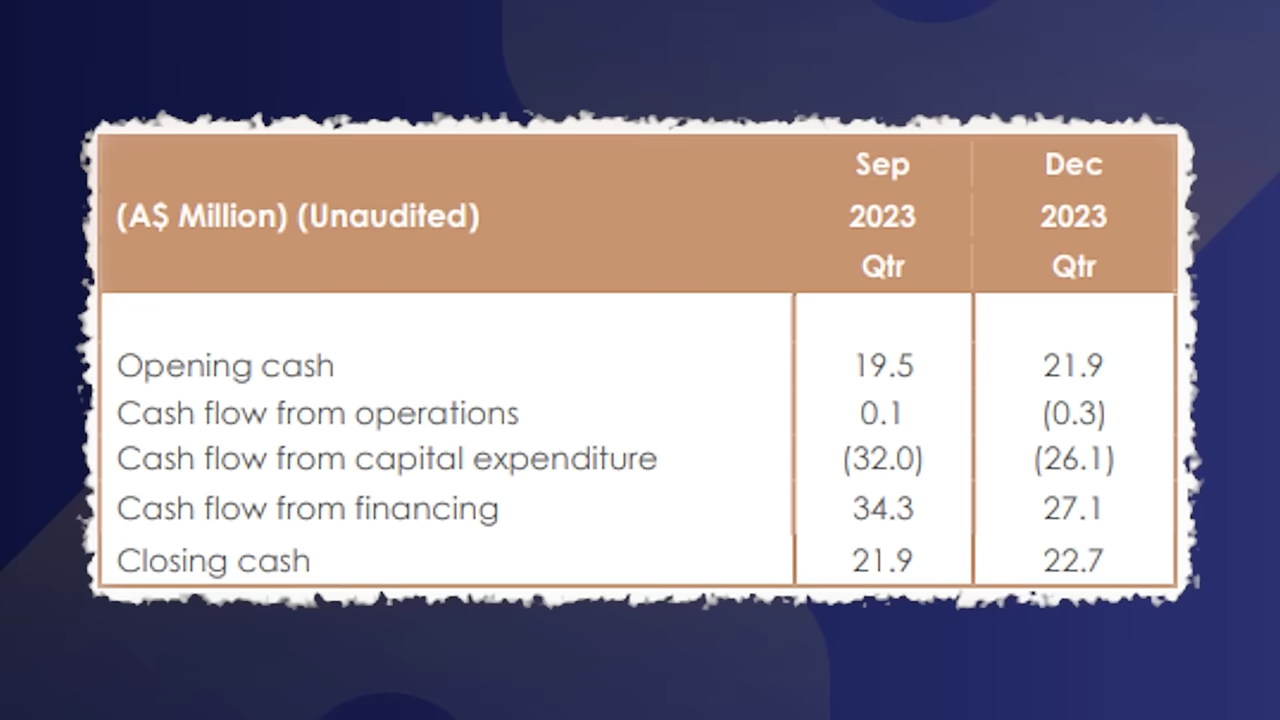 (A$ Million) (Unaudited) Sep 2023 Qtr Dec 2023 Qtr
Opening cash 19.5 21.9
Cash flow from operations 0.1 (0.3)
Cash flow from capital expenditure (32.0) (26.1)
Cash flow from financing 34.3 27.1
Closing cash 21.9 22.7